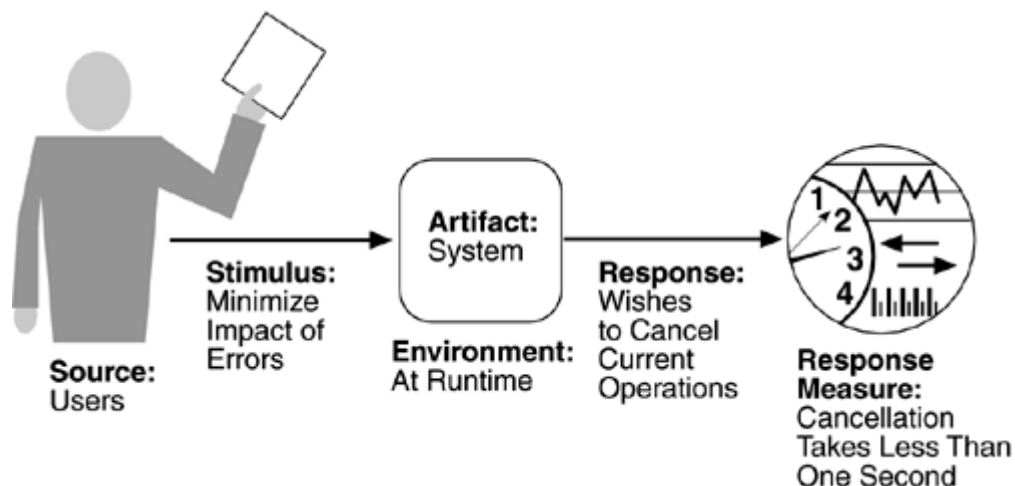 Source:
Users
Stimulus:
Minimize
Impact of
Errors
Artifact:
System
Environment:
At Runtime
Response:
Wishes
to Cancel
Current
Operations
1
2
3
4
Response
Measure:
Cancellation
Takes Less Than
One Second